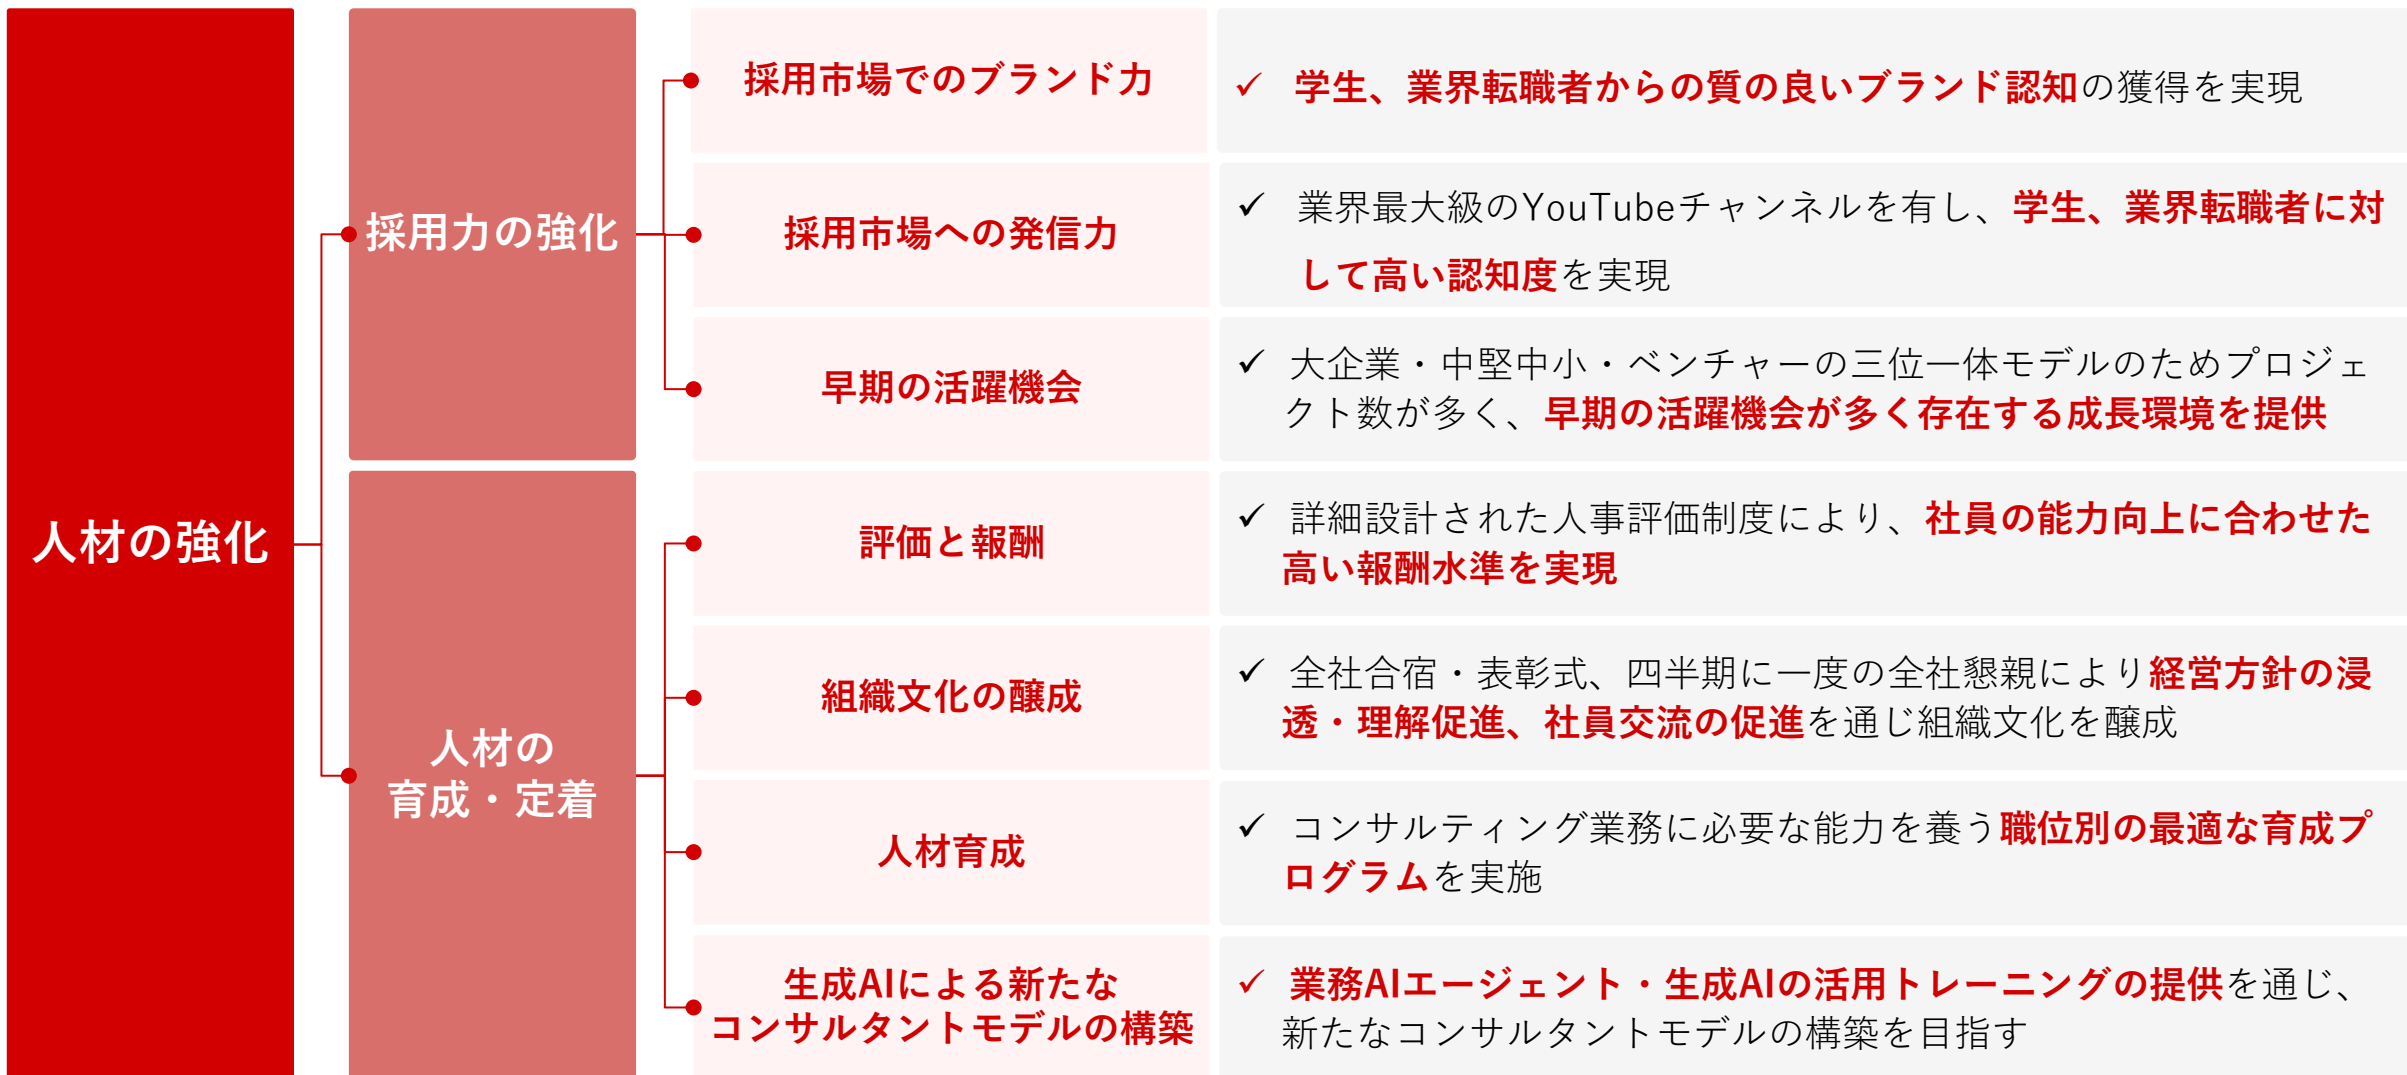 人材の強化
採用力の強化
採用市場でのブランド力
✓ 学生、業界転職者からの質の良いブランド認知の獲得を実現
採用市場への発信力
✓ 業界最大級のYouTubeチャンネルを有し、学生、業界転職者に対
して高い認知度を実現
早期の活躍機会
✓ 大企業・中堅中小・ベンチャーの三位一体モデルのためプロジェ
クト数が多く、早期の活躍機会が多く存在する成長環境を提供
人材の
育成・定着
評価と報酬
✓ 詳細設計された人事評価制度により、社員の能力向上に合わせた
高い報酬水準を実現
組織文化の醸成
✓ 全社合宿・表彰式、四半期に一度の全社懇親により経営方針の浸
透・理解促進、社員交流の促進を通じ組織文化を醸成
人材育成
✓ コンサルティング業務に必要な能力を養う職位別の最適な育成プ
ログラムを実施
生成AIによる新たな
コンサルタントモデルの構築
✓ 業務AIエージェント・生成AIの活用トレーニングの提供を通じ、
新たなコンサルタントモデルの構築を目指す